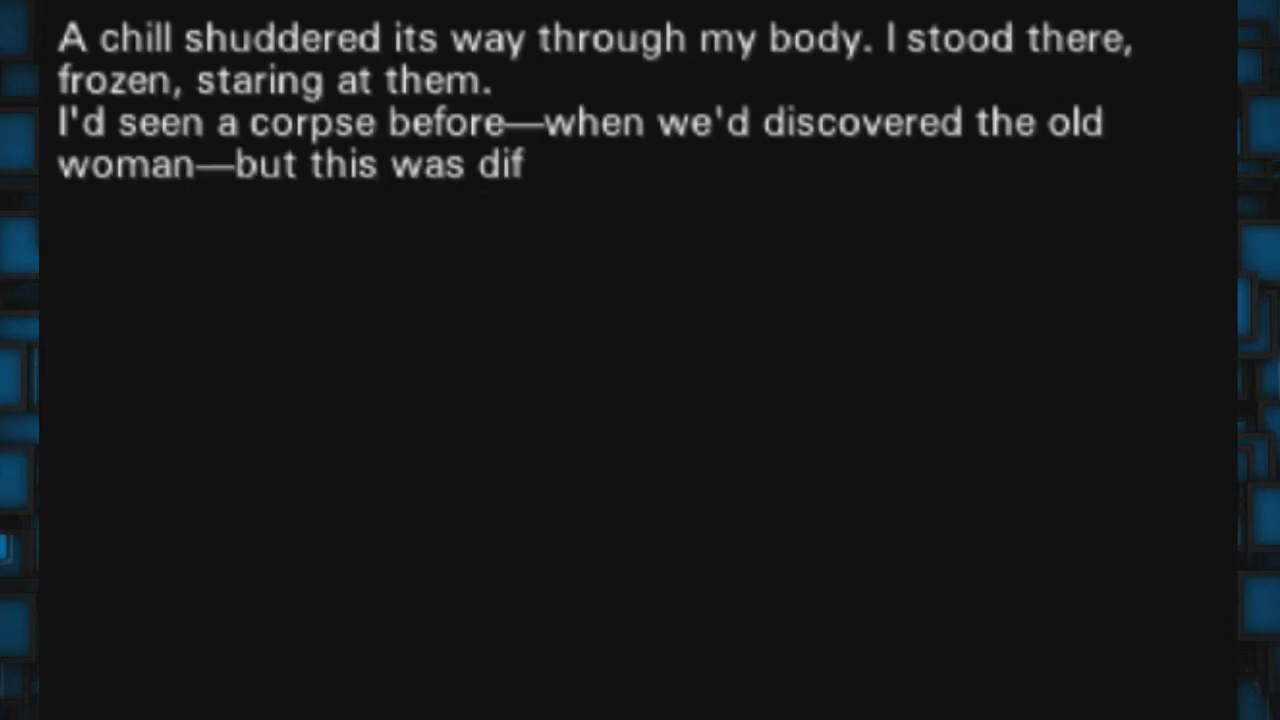 A chill shuddered its way through my body. I stood there,
frozen, staring at them.
I'd seen a corpse before—when we'd discovered the old
woman—but this was dif